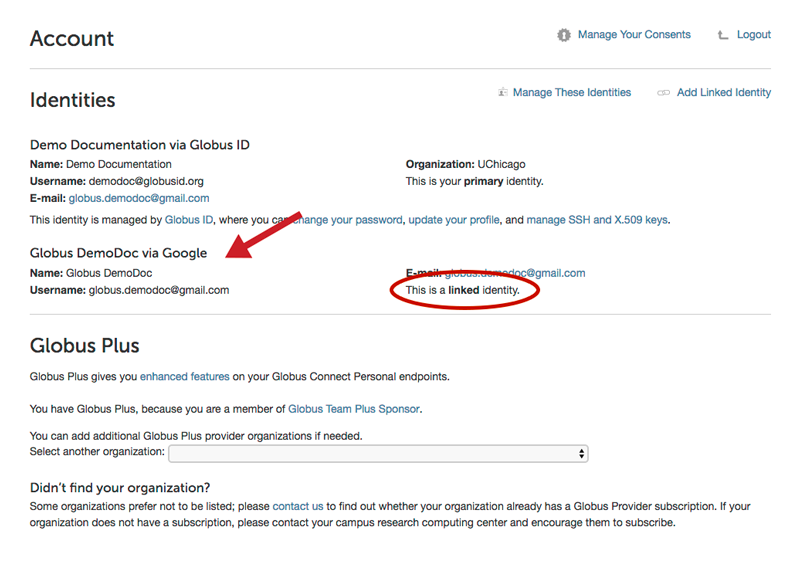 Account
Manage Your Consents
Logout
Identities
Manage These Identities
Add Linked Identity
Demo Documentation via Globus ID
Name: Demo Documentation
Organization: UChicago
Username: demodoc@globusid.org
This is your primary identity.
E-mail: globus.demodoc@gmail.com
This identity is managed by Globus ID, where you can change your password, update your profile, and manage SSH and X.509 keys.
Globus DemoDoc via Google
Name: Globus DemoDoc
E-mail: globus.demodoc@gmail.com
Username: globus.demodoc@gmail.com
This is a linked identity.
Globus Plus
Globus Plus gives you enhanced features on your Globus Connect Personal endpoints.
You have Globus Plus, because you are a member of Globus Team Plus Sponsor.
You can add additional Globus Plus provider organizations if needed.
Select another organization:
Didn't find your organization?
Some organizations prefer not to be listed; please contact us to find out whether your organization already has a Globus Provider subscription. If your
organization does not have a subscription, please contact your campus research computing center and encourage them to subscribe.